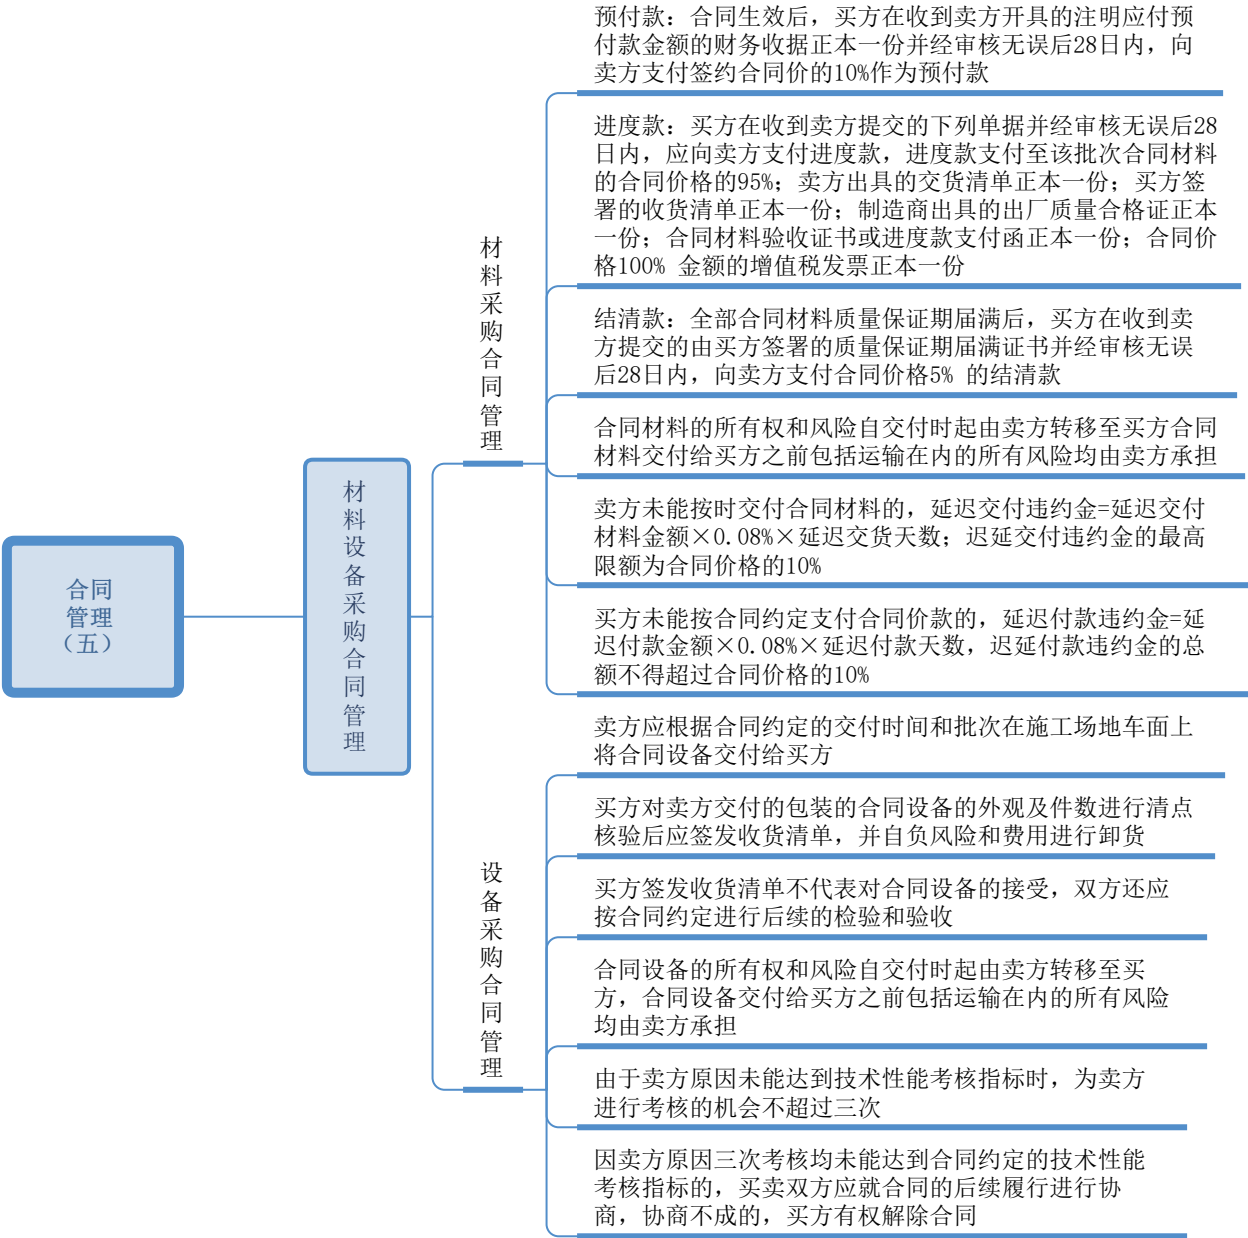 合同
管理
（五）
材料设备采购合同管理
材料采购合同管理
预付款：合同生效后，买方在收到卖方开具的注明应付预
付款金额的财务收据正本一份并经审核无误后28日内，向
卖方支付签约合同价的10%作为预付款
进度款：买方在收到卖方提交的下列单据并经审核无误后28
日内，应向卖方支付进度款，进度款支付至该批次合同材料
的合同价格的95%；卖方出具的交货清单正本一份；买方签
署的收货清单正本一份；制造商出具的出厂质量合格证正本
一份；合同材料验收证书或进度款支付函正本一份；合同价
格100% 金额的增值税发票正本一份
结清款：全部合同材料质量保证期届满后，买方在收到卖
方提交的由买方签署的质量保证期届满证书并经审核无误
后28日内，向卖方支付合同价格5% 的结清款
合同材料的所有权和风险自交付时起由卖方转移至买方合同
材料交付给买方之前包括运输在内的所有风险均由卖方承担
卖方未能按时交付合同材料的，延迟交付违约金=延迟交付
材料金额×0.08%×延迟交货天数；迟延交付违约金的最高
限额为合同价格的10%
买方未能按合同约定支付合同价款的，延迟付款违约金=延
迟付款金额×0.08%×延迟付款天数，迟延付款违约金的总
额不得超过合同价格的10%
设备采购合同管理
卖方应根据合同约定的交付时间和批次在施工场地车面上
将合同设备交付给买方
买方对卖方交付的包装的合同设备的外观及件数进行清点
核验后应签发收货清单，并自负风险和费用进行卸货
买方签发收货清单不代表对合同设备的接受，双方还应
按合同约定进行后续的检验和验收
合同设备的所有权和风险自交付时起由卖方转移至买
方，合同设备交付给买方之前包括运输在内的所有风险
均由卖方承担
由于卖方原因未能达到技术性能考核指标时，为卖方
进行考核的机会不超过三次
因卖方原因三次考核均未能达到合同约定的技术性能
考核指标的，买卖双方应就合同的后续履行进行协
商，协商不成的，买方有权解除合同